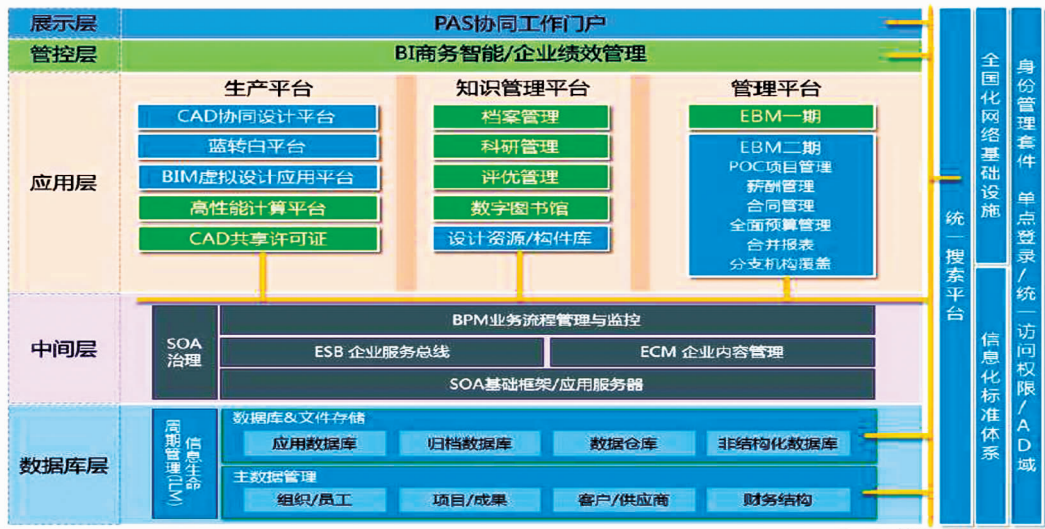 展示层
PAS协同工作门户
管控层
BI商务智能/企业绩效管理
应用层
生产平台
CAD协同设计平台
蓝转白平台
BIM虚拟设计应用平台
高性能计算平台
CAD共享许可证
知识管理平台
档案管理
科研管理
评优管理
数字图书馆
设计资源/构件库
管理平台
EBM一期
EBM二期
POC项目管理
薪酬管理
合同管理
全面预算管理
合并报表
分支机构覆盖
中间层
SOA
治理
BPM业务流程管理与监控
ESB 企业服务总线
ECM 企业内容管理
SOA基础框架/应用服务器
数据库层
信息生命
周期管理(ILM)
数据库&文件存储
应用数据库
归档数据库
数据仓库
非结构化数据库
主数据管理
组织/员工
项目/成果
客户/供应商
财务结构
统一搜索平台
全国化网络基础设施
信息化标准体系
身份管理套件 单点登录/统一访问权限/AD域